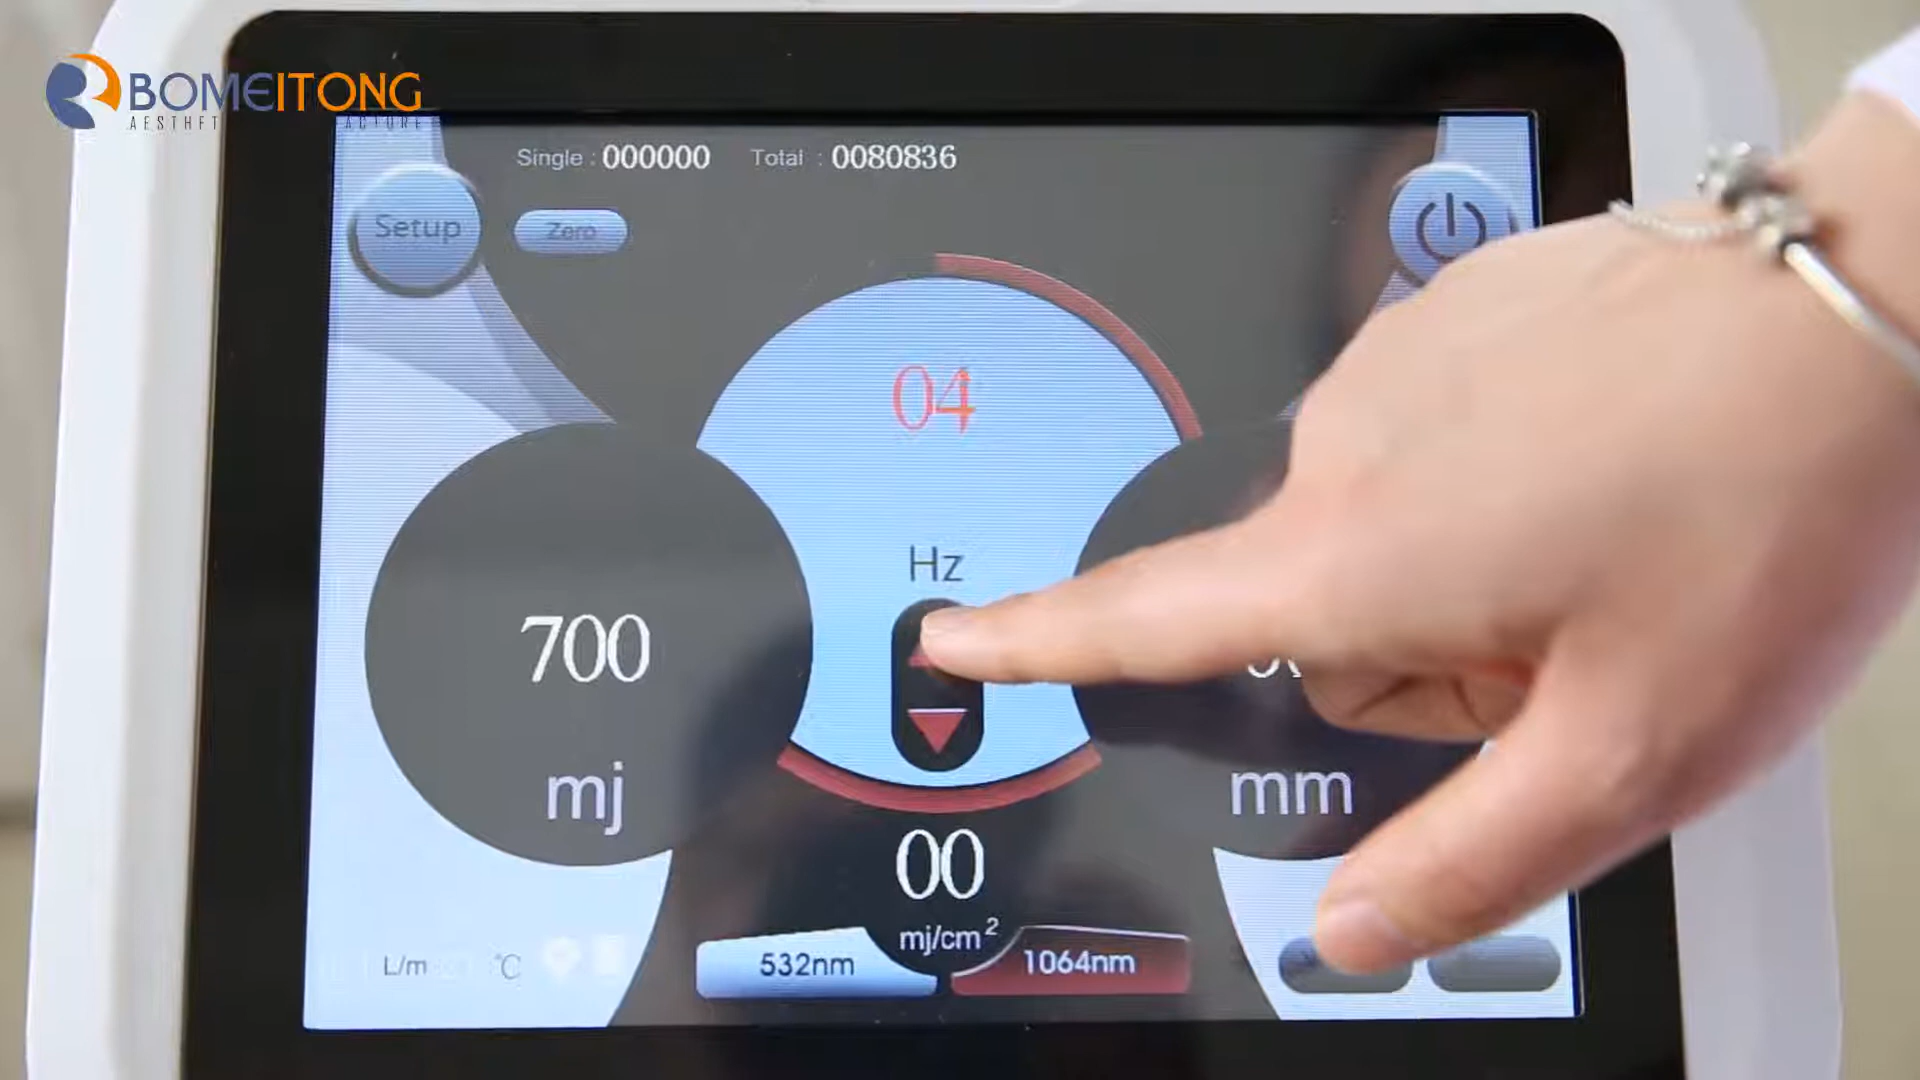 BOMEITONG
Single : 000000 Total : 0080836
Setup
Zero
04
Hz
700
mj
mm
00
mj/cm²
532nm
1064nm
L/m
℃